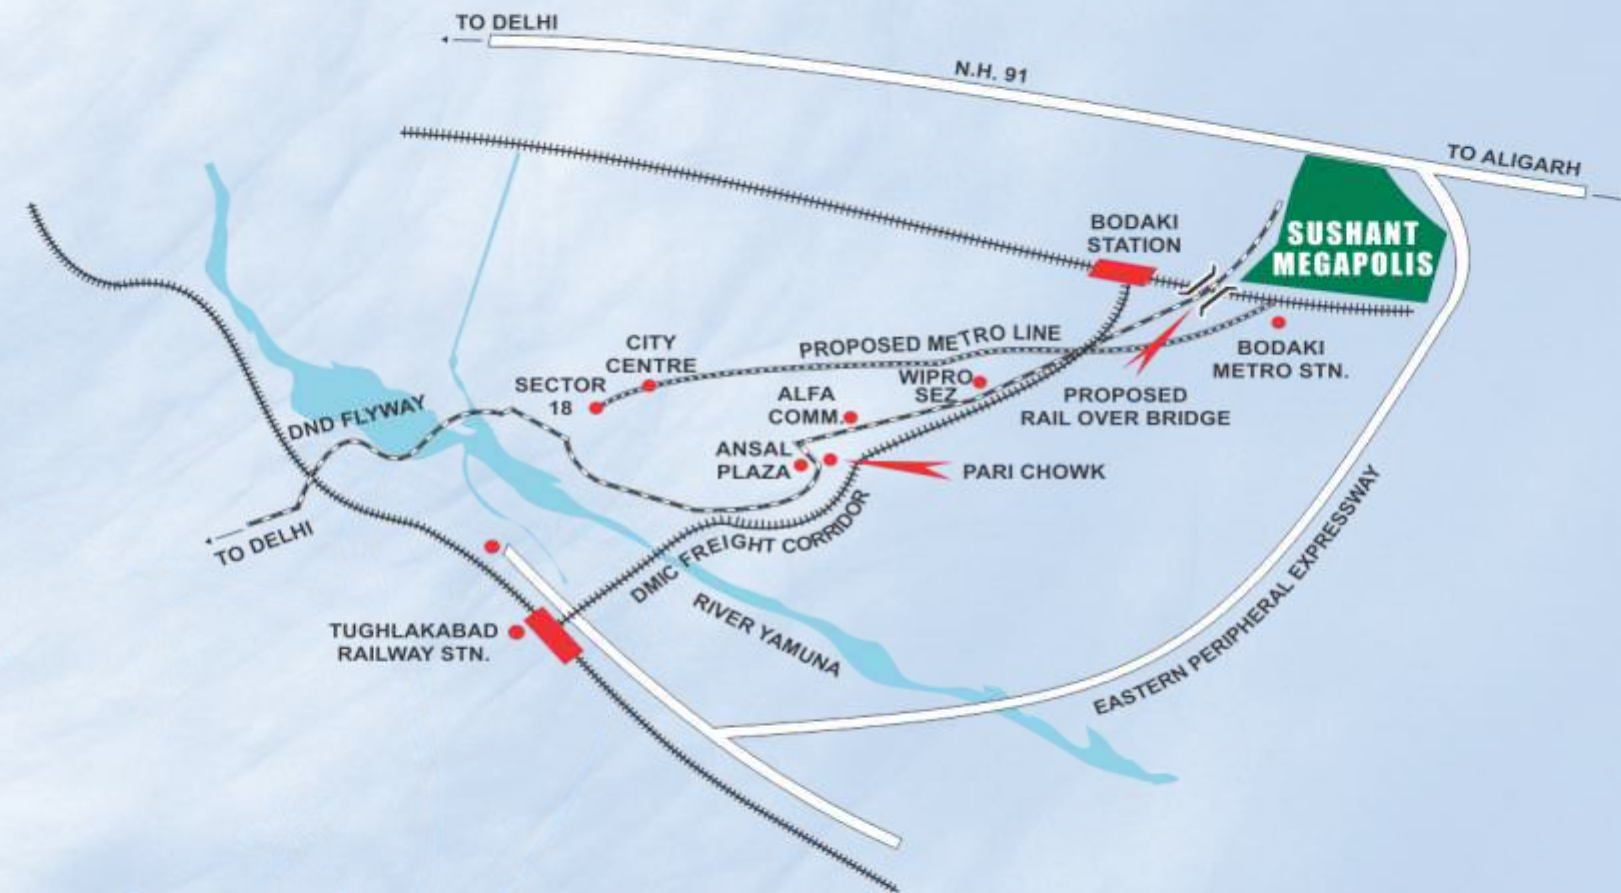 TO DELHI
N.H. 91
TO ALIGARH
BODAKI
STATION
SUSHANT
MEGAPOLIS
CITY
CENTRE
PROPOSED METRO LINE
BODAKI
METRO STN.
SECTOR
18
WIPRO
SEZ
ALFA
COMM.
PROPOSED
RAIL OVER BRIDGE
DND FLYWAY
ANSAL
PLAZA
PARI CHOWK
TO DELHI
DMIC FREIGHT CORRIDOR
RIVER YAMUNA
EASTERN PERIPHERAL EXPRESSWAY
TUGHLAKABAD
RAILWAY STN.